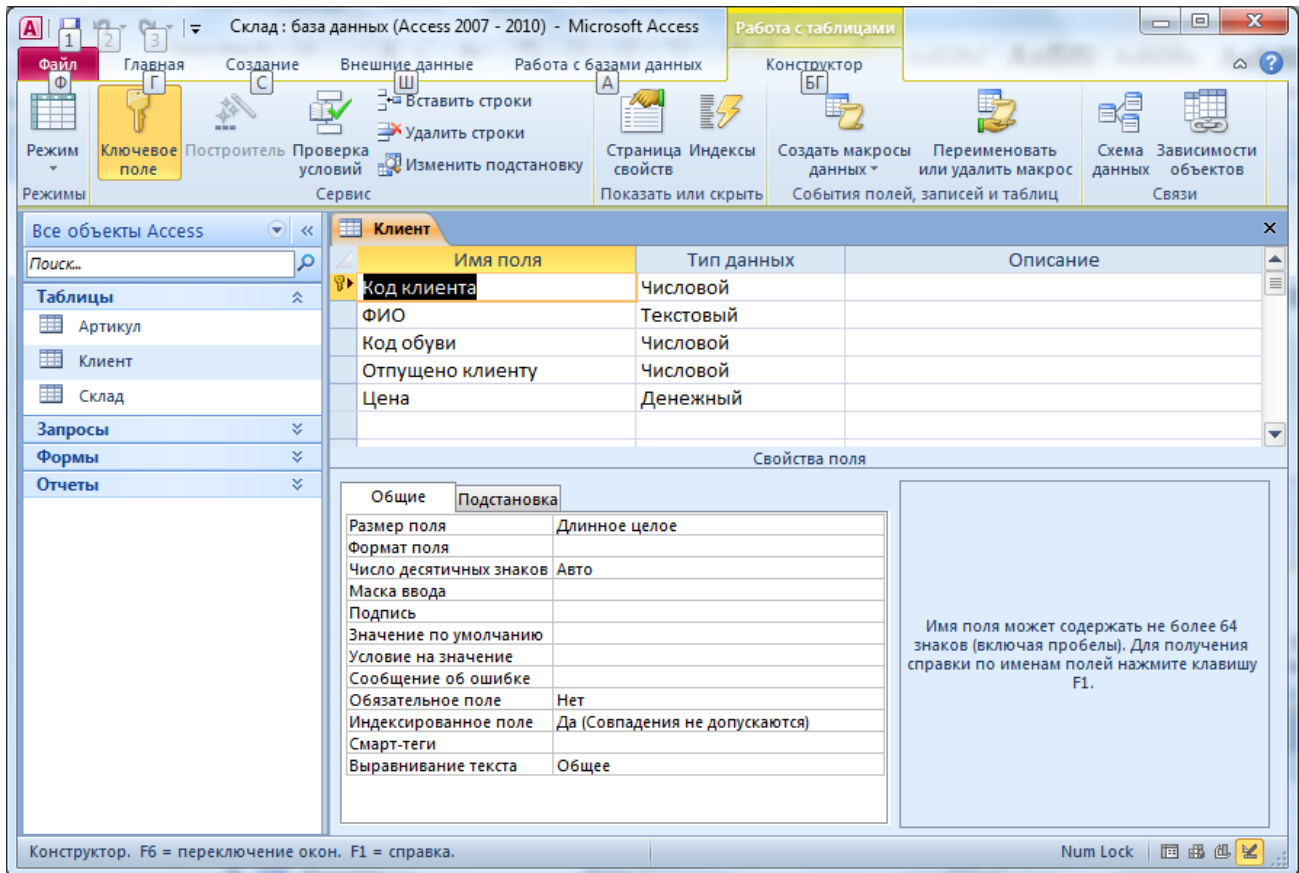 Склад : база данных (Access 2007 - 2010) - Microsoft Access
Работа с таблицами
1 2 3
Файл Главная Создание Внешние данные Работа с базами данных Конструктор
Ф Г С Ш А БГ
Режим
Режимы
Ключевое поле
Построитель
Проверка условий
Вставить строки
Удалить строки
Изменить подстановку
Сервис
Страница свойств
Индексы
Показать или скрыть
Создать макросы данных
Переименовать или удалить макрос
События полей, записей и таблиц
Схема данных
Зависимости объектов
Связи
Все объекты Access
Поиск...
Таблицы
Артикул
Клиент
Склад
Запросы
Формы
Отчеты
Клиент
Имя поля Тип данных Описание
Код клиента Числовой
ФИО Текстовый
Код обуви Числовой
Отпущено клиенту Числовой
Цена Денежный
Свойства поля
Общие Подстановка
Размер поля Длинное целое
Формат поля
Число десятичных знаков Авто
Маска ввода
Подпись
Значение по умолчанию
Условие на значение
Сообщение об ошибке
Обязательное поле Нет
Индексированное поле Да (Совпадения не допускаются)
Смарт-теги
Выравнивание текста Общее
Имя поля может содержать не более 64
знаков (включая пробелы). Для получения
справки по именам полей нажмите клавишу
F1.
Конструктор. F6 = переключение окон. F1 = справка.
Num Lock